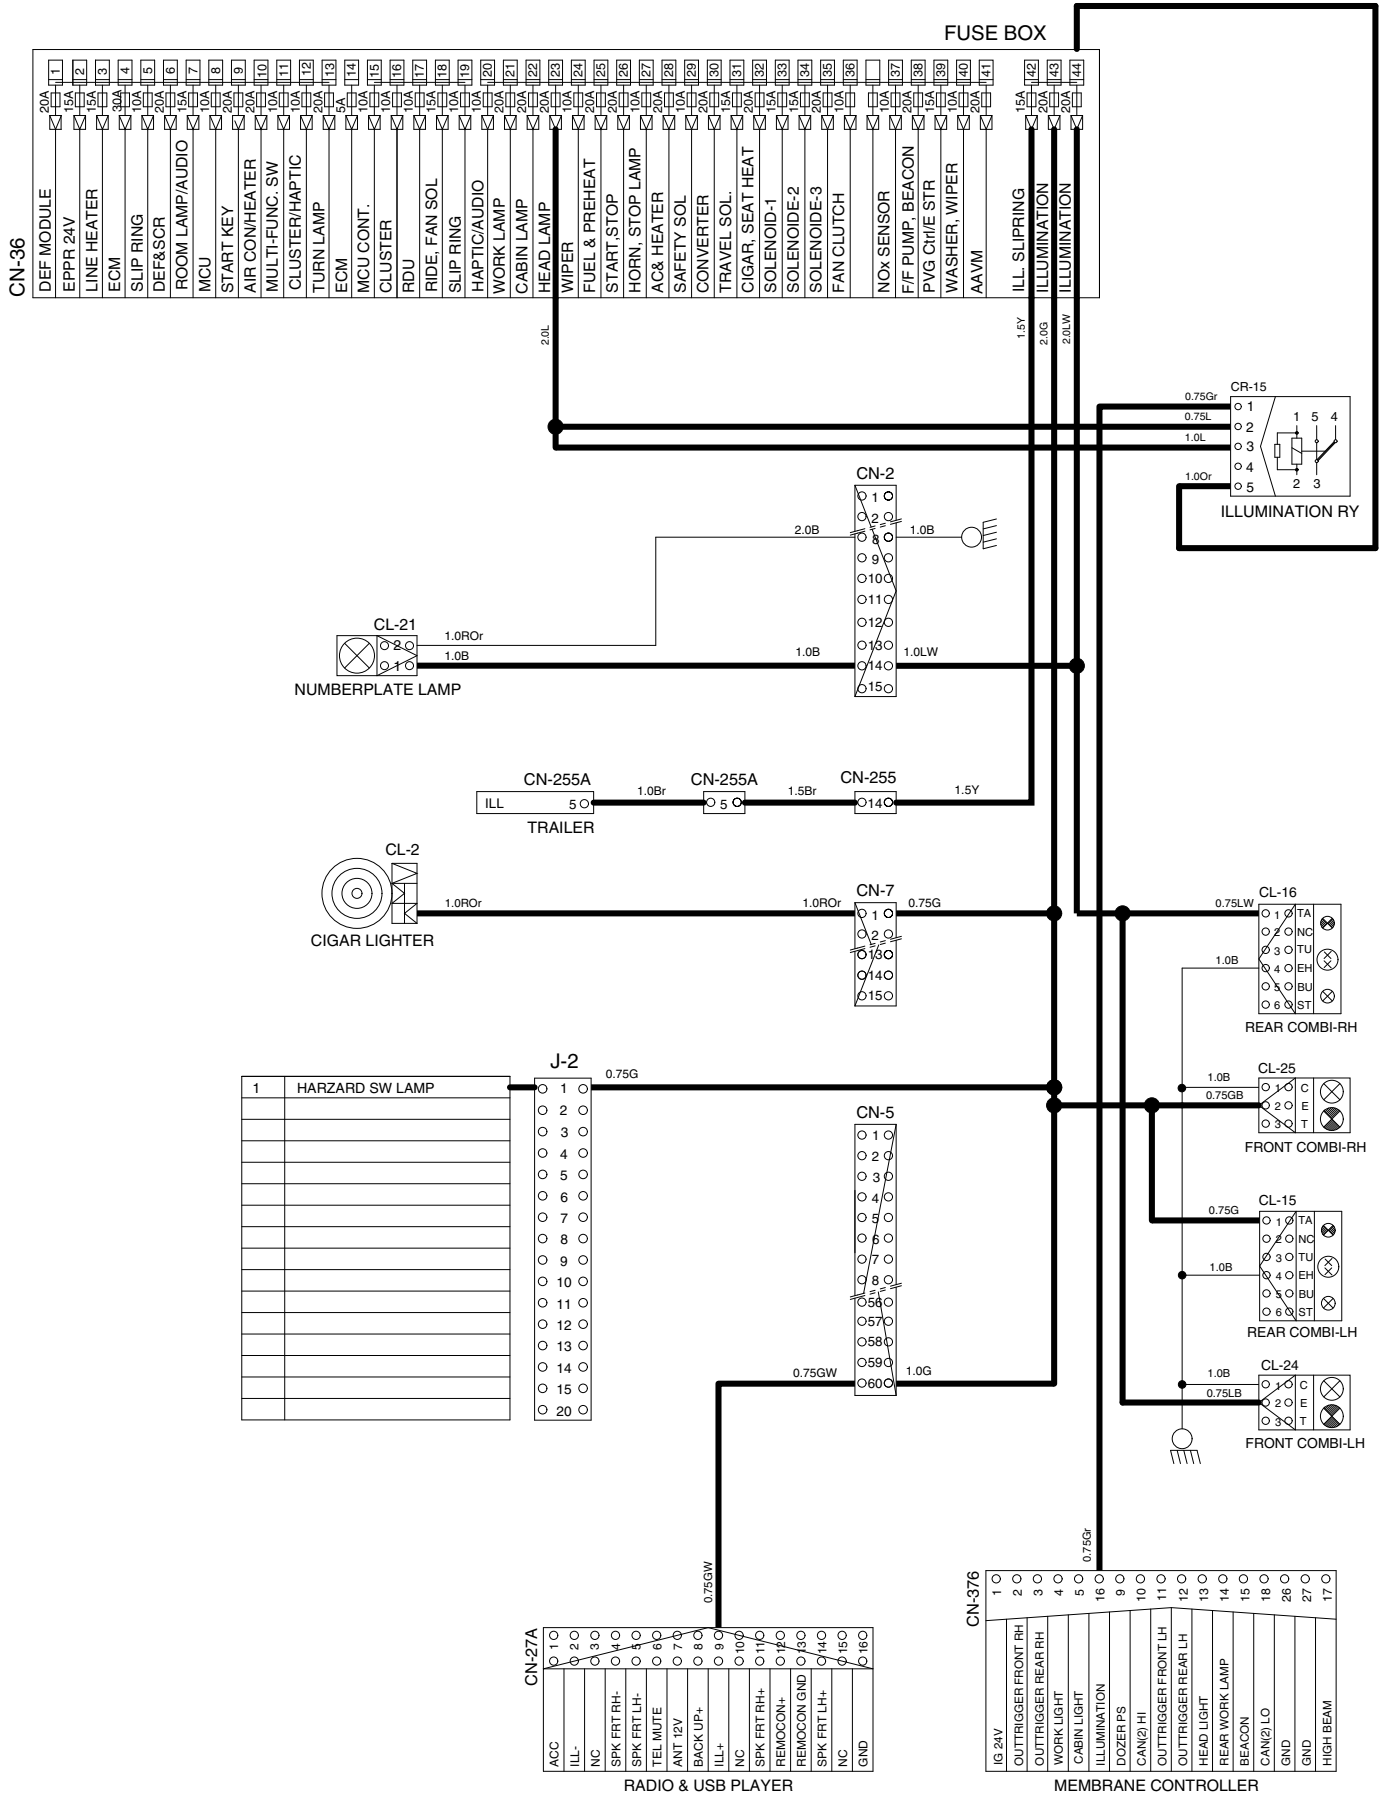 FUSE BOX
CN-36
1 2 3 4 5 6 7 8 9 10 11 12 13 14 15 16 17 18 19 20 21 22 23 24 25 26 27 28 29 30 31 32 33 34 35 36 37 38 39 40 41 42 43 44
20A 15A 15A 30A 10A 20A 15A 10A 20A 10A 10A 20A 5A 10A 10A 10A 15A 10A 10A 20A 10A 20A 10A 20A 20A 10A 20A 10A 20A 10A 20A 10A 15A 15A 20A 10A 10A 20A 15A 10A 20A 15A 20A 20A
DEF MODULE
EPPR 24V
LINE HEATER
ECM
SLIP RING
DEF&SCR
ROOM LAMP/AUDIO
MCU
START KEY
AIR CON/HEATER
MULTI-FUNC. SW
CLUSTER/HAPTIC
TURN LAMP
ECM
MCU CONT.
CLUSTER
RDU
RIDE, FAN SOL
SLIP RING
HAPTIC/AUDIO
WORK LAMP
CABIN LAMP
HEAD LAMP
WIPER
FUEL & PREHEAT
START,STOP
HORN, STOP LAMP
AC& HEATER
SAFETY SOL
CONVERTER
TRAVEL SOL.
CIGAR, SEAT HEAT
SOLENOID-1
SOLENOIDE-2
SOLENOIDE-3
FAN CLUTCH
NOx SENSOR
F/F PUMP, BEACON
PVG Ctrl/E STR
WASHER, WIPER
AAVM
ILL. SLIPRING
ILLUMINATION
ILLUMINATION
2.0L
1.5Y
2.0G
2.0LW
CR-15
0.75Gr
0.75L
1.0L
1.0Or
1
2
3
4
5
1 5 4
2 3
ILLUMINATION RY
CN-2
1
2
8
9
10
11
12
13
14
15
2.0B
1.0B
CL-21
2
1
1.0ROr
1.0B
1.0B
1.0LW
NUMBERPLATE LAMP
CN-255A
CN-255A
CN-255
ILL 5
1.0Br
5
1.5Br
14
1.5Y
TRAILER
CL-2
1.0ROr
CIGAR LIGHTER
CN-7
1.0ROr
0.75G
1
2
13
14
15
CL-16
0.75LW
1 TA
2 NC
3 TU
4 EH
5 BU
6 ST
1.0B
REAR COMBI-RH
J-2
1 HARZARD SW LAMP
0.75G
1
2
3
4
5
6
7
8
9
10
11
12
13
14
15
20
CN-5
1
2
3
4
5
6
7
8
56
57
58
59
60
0.75GW
1.0G
CL-25
1.0B
0.75GB
1 C
2 E
3 T
FRONT COMBI-RH
CL-15
0.75G
1 TA
2 NC
3 TU
4 EH
5 BU
6 ST
1.0B
REAR COMBI-LH
CL-24
1.0B
0.75LB
1 C
2 E
3 T
FRONT COMBI-LH
0.75GW
0.75Gr
CN-27A
1 2 3 4 5 6 7 8 9 10 11 12 13 14 15 16
ACC
ILL-
NC
SPK FRT RH-
SPK FRT LH-
TEL MUTE
ANT 12V
BACK UP+
ILL+
NC
SPK FRT RH+
REMOCON+
REMOCON GND
SPK FRT LH+
NC
GND
RADIO & USB PLAYER
CN-376
1 2 3 4 5 16 9 10 11 12 13 14 15 18 26 27 17
IG 24V
OUTTRIGGER FRONT RH
OUTTRIGGER REAR RH
WORK LIGHT
CABIN LIGHT
ILLUMINATION
DOZER PS
CAN(2) HI
OUTTRIGGER FRONT LH
OUTTRIGGER REAR LH
HEAD LIGHT
REAR WORK LAMP
BEACON
CAN(2) LO
GND
GND
HIGH BEAM
MEMBRANE CONTROLLER